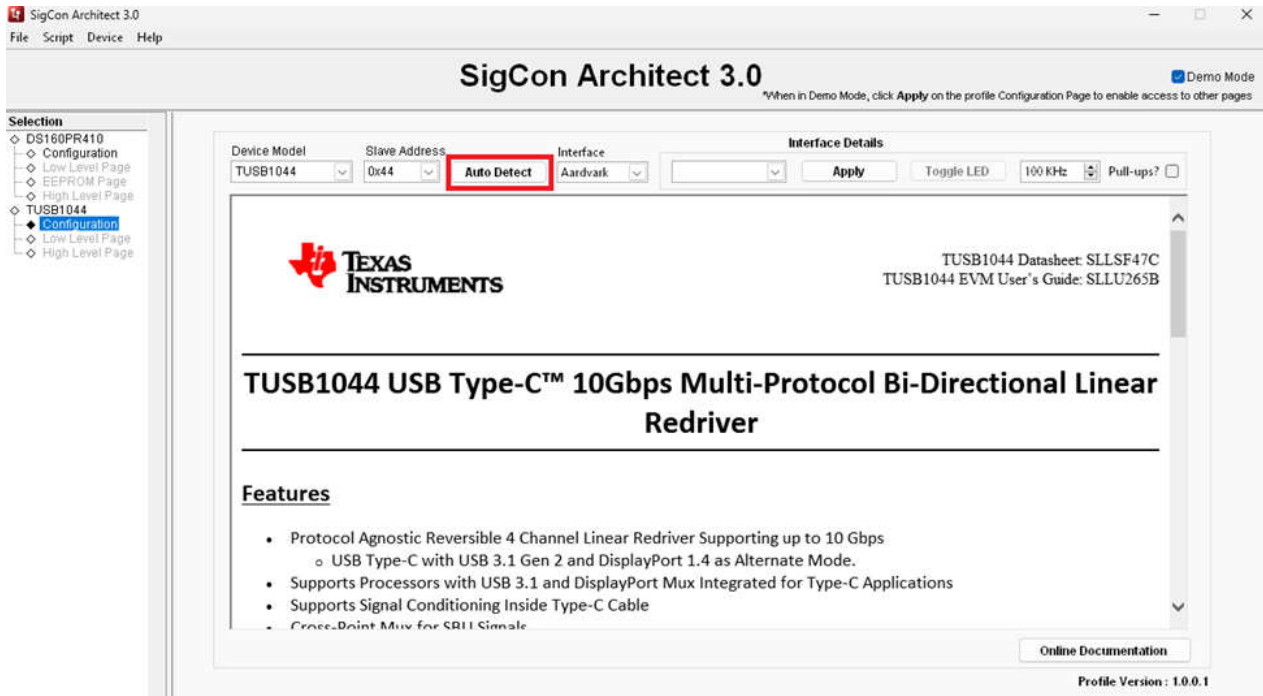 SigCon Architect 3.0
File Script Device Help
SigCon Architect 3.0
Demo Mode
*When in Demo Mode, click Apply on the profile Configuration Page to enable access to other pages
Selection
DS160PR410
Configuration
Low Level Page
EEPROM Page
High Level Page
TUSB1044
Configuration
Low Level Page
High Level Page
Interface Details
Device Model Slave Address Interface
TUSB1044 0x44 Auto Detect Aardvark Apply Toggle LED 100 KHz Pull-ups?
TEXAS
INSTRUMENTS
TUSB1044 Datasheet: SLLSF47C
TUSB1044 EVM User's Guide: SLLU265B
TUSB1044 USB Type-C™ 10Gbps Multi-Protocol Bi-Directional Linear
Redriver
Features
• Protocol Agnostic Reversible 4 Channel Linear Redriver Supporting up to 10 Gbps
o USB Type-C with USB 3.1 Gen 2 and DisplayPort 1.4 as Alternate Mode.
• Supports Processors with USB 3.1 and DisplayPort Mux Integrated for Type-C Applications
• Supports Signal Conditioning Inside Type-C Cable
• Cross-Point Mux for SBU Signals
Online Documentation
Profile Version : 1.0.0.1